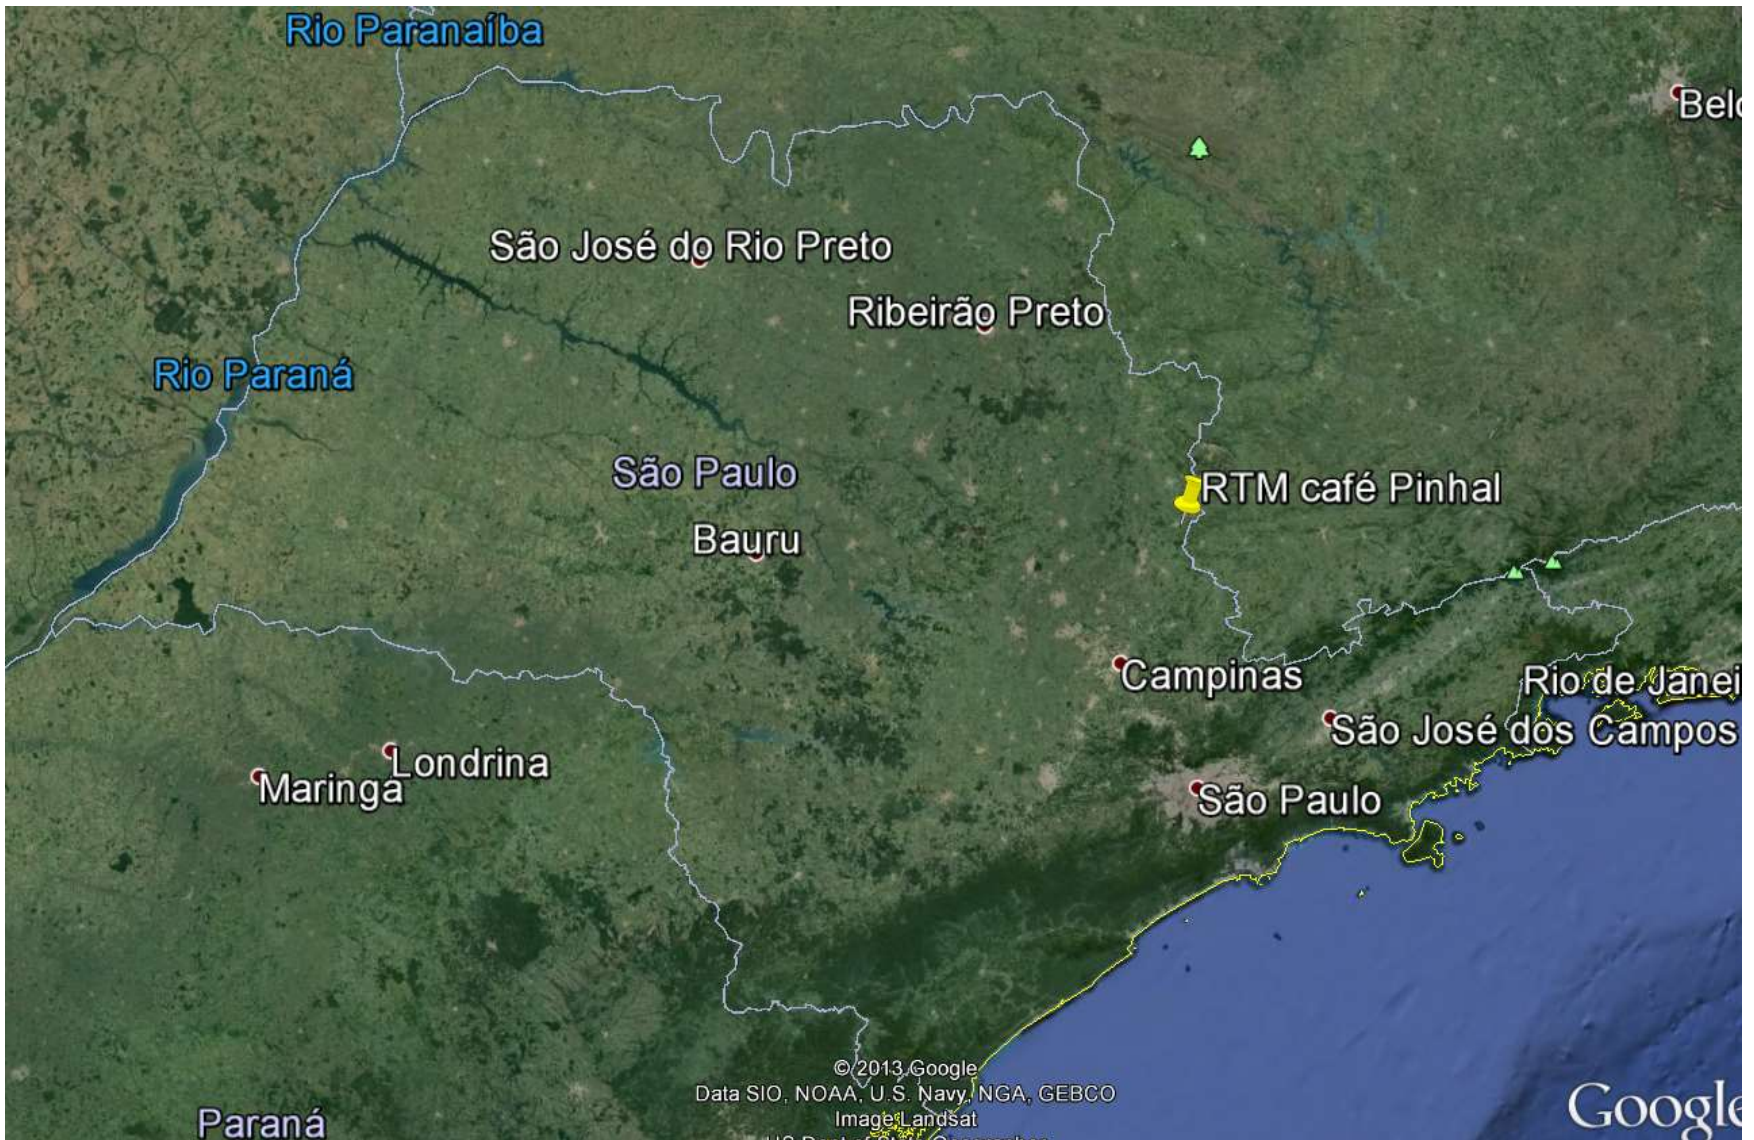 Rio Paranaíba
Belo
São José do Rio Preto
Ribeirão Preto
Rio Paraná
São Paulo
RTM café Pinhal
Bauru
Campinas
Rio de Janei
São José dos Campos
Londrina
Maringa
São Paulo
© 2013 Google
Data SIO, NOAA, U.S. Navy, NGA, GEBCO
Image Landsat
Paraná
Google